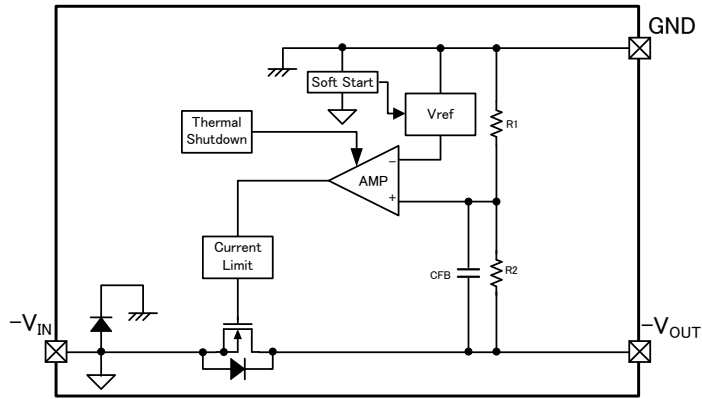 GND
Soft Start
Vref
R1
Thermal
Shutdown
−
AMP
+
Current
Limit
CFB
R2
−VIN
−VOUT